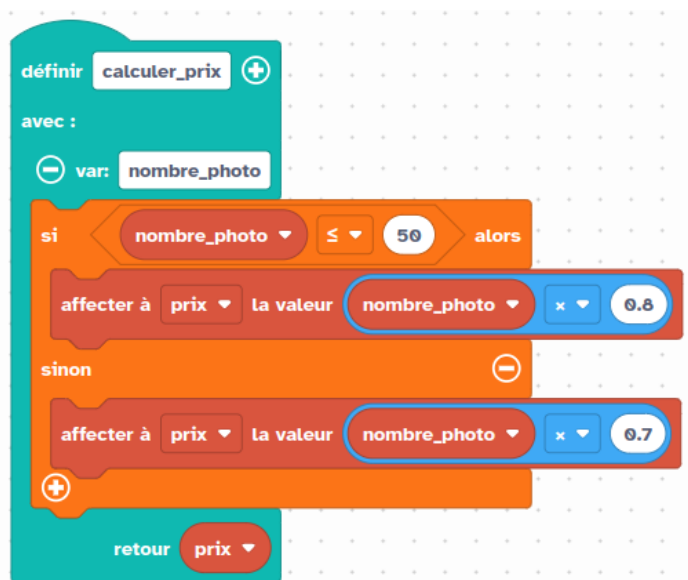 définir calculer_prix
avec :
var: nombre_photo
si nombre_photo ≤ 50 alors
affecter à prix la valeur nombre_photo × 0.8
sinon
affecter à prix la valeur nombre_photo × 0.7
retour prix